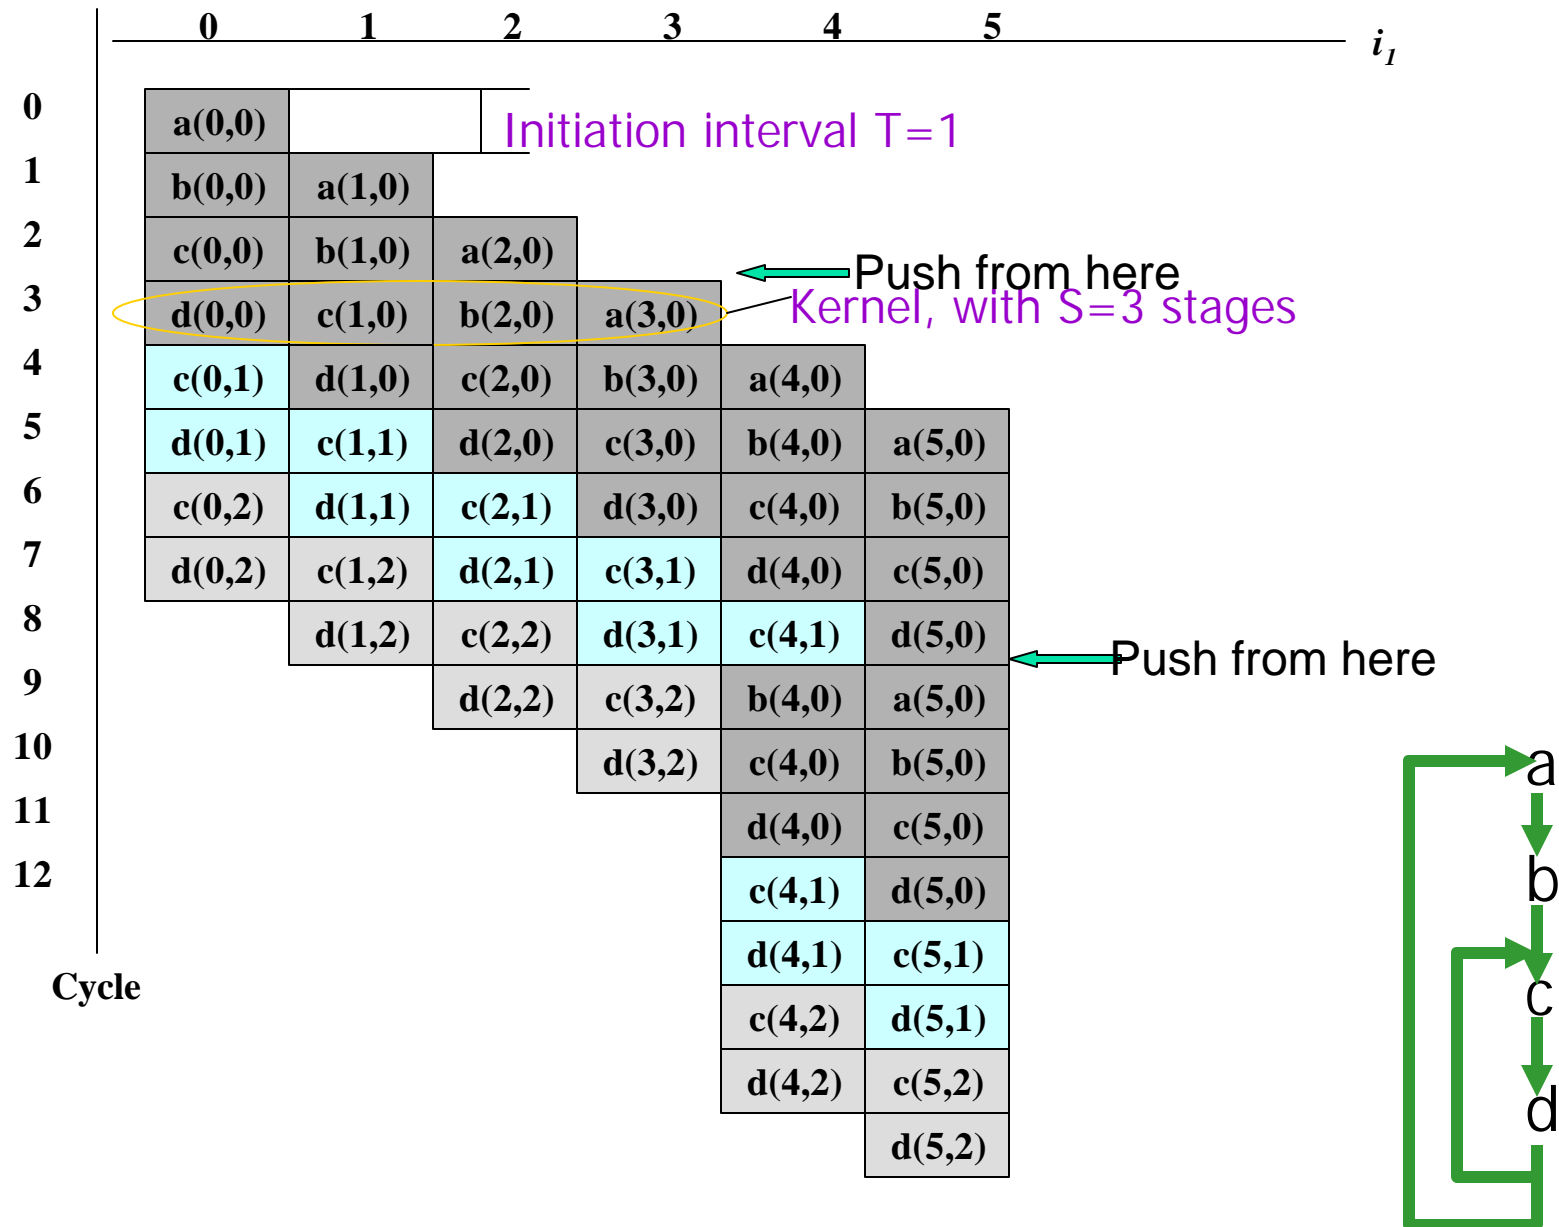 0 1 2 3 4 5
i1
0
a(0,0)
Initiation interval T=1
1
b(0,0) a(1,0)
2
c(0,0) b(1,0) a(2,0)
Push from here
3
d(0,0) c(1,0) b(2,0) a(3,0)
Kernel, with S=3 stages
4
c(0,1) d(1,0) c(2,0) b(3,0) a(4,0)
5
d(0,1) c(1,1) d(2,0) c(3,0) b(4,0) a(5,0)
6
c(0,2) d(1,1) c(2,1) d(3,0) c(4,0) b(5,0)
7
d(0,2) c(1,2) d(2,1) c(3,1) d(4,0) c(5,0)
8
d(1,2) c(2,2) d(3,1) c(4,1) d(5,0)
Push from here
9
d(2,2) c(3,2) b(4,0) a(5,0)
10
d(3,2) c(4,0) b(5,0)
11
d(4,0) c(5,0)
12
c(4,1) d(5,0)
d(4,1) c(5,1)
Cycle
c(4,2) d(5,1)
d(4,2) c(5,2)
d(5,2)
a
b
c
d